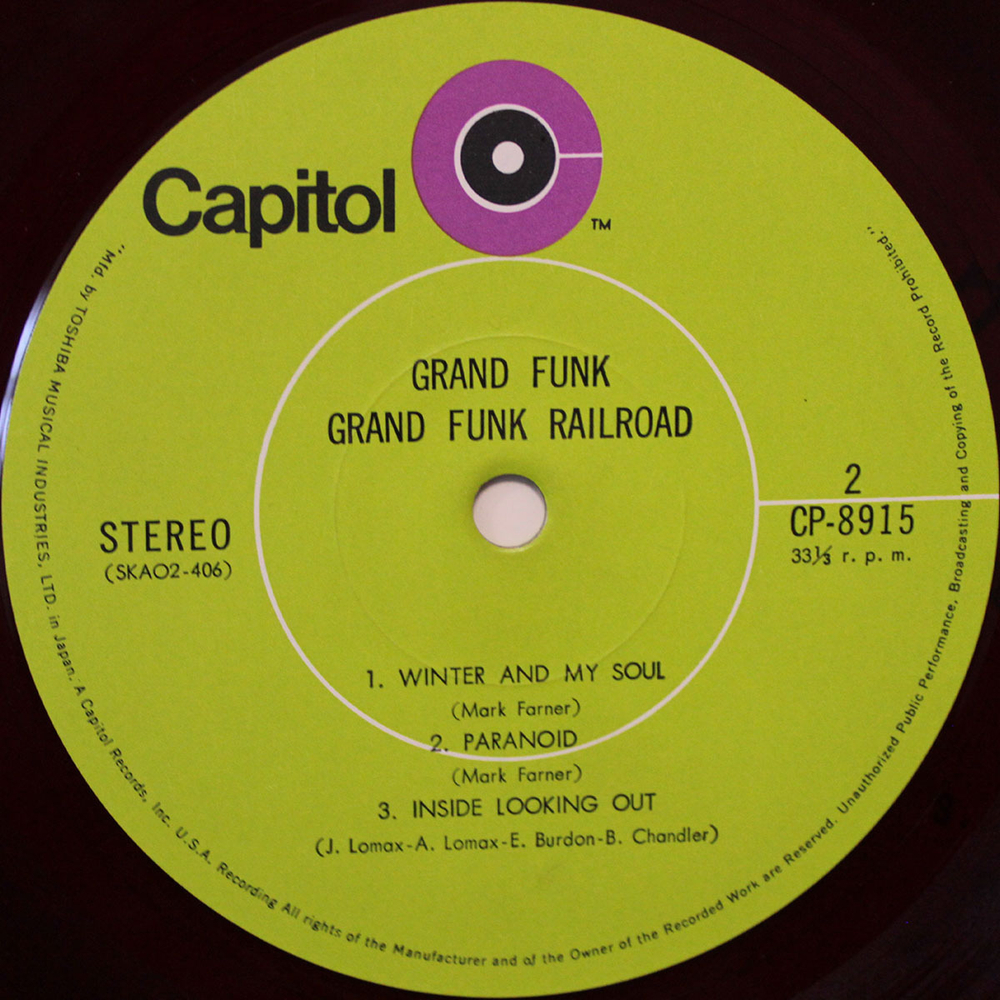 Capitol
TM
GRAND FUNK
GRAND FUNK RAILROAD
2
STEREO
CP-8915
(SKAO2-406)
33⅓ r. p. m.
1. WINTER AND MY SOUL
(Mark Farner)
2. PARANOID
(Mark Farner)
3. INSIDE LOOKING OUT
(J. Lomax-A. Lomax-E. Burdon-B. Chandler)
"Mfd. by TOSHIBA MUSICAL INDUSTRIES, LTD. in Japan. A Capitol Records, Inc. U.S.A. Recording All rights of the Manufacturer and of the Owner of the Recorded Work are Reserved. Unauthorized Public Performance, Broadcasting and Copying of the Record Prohibited."